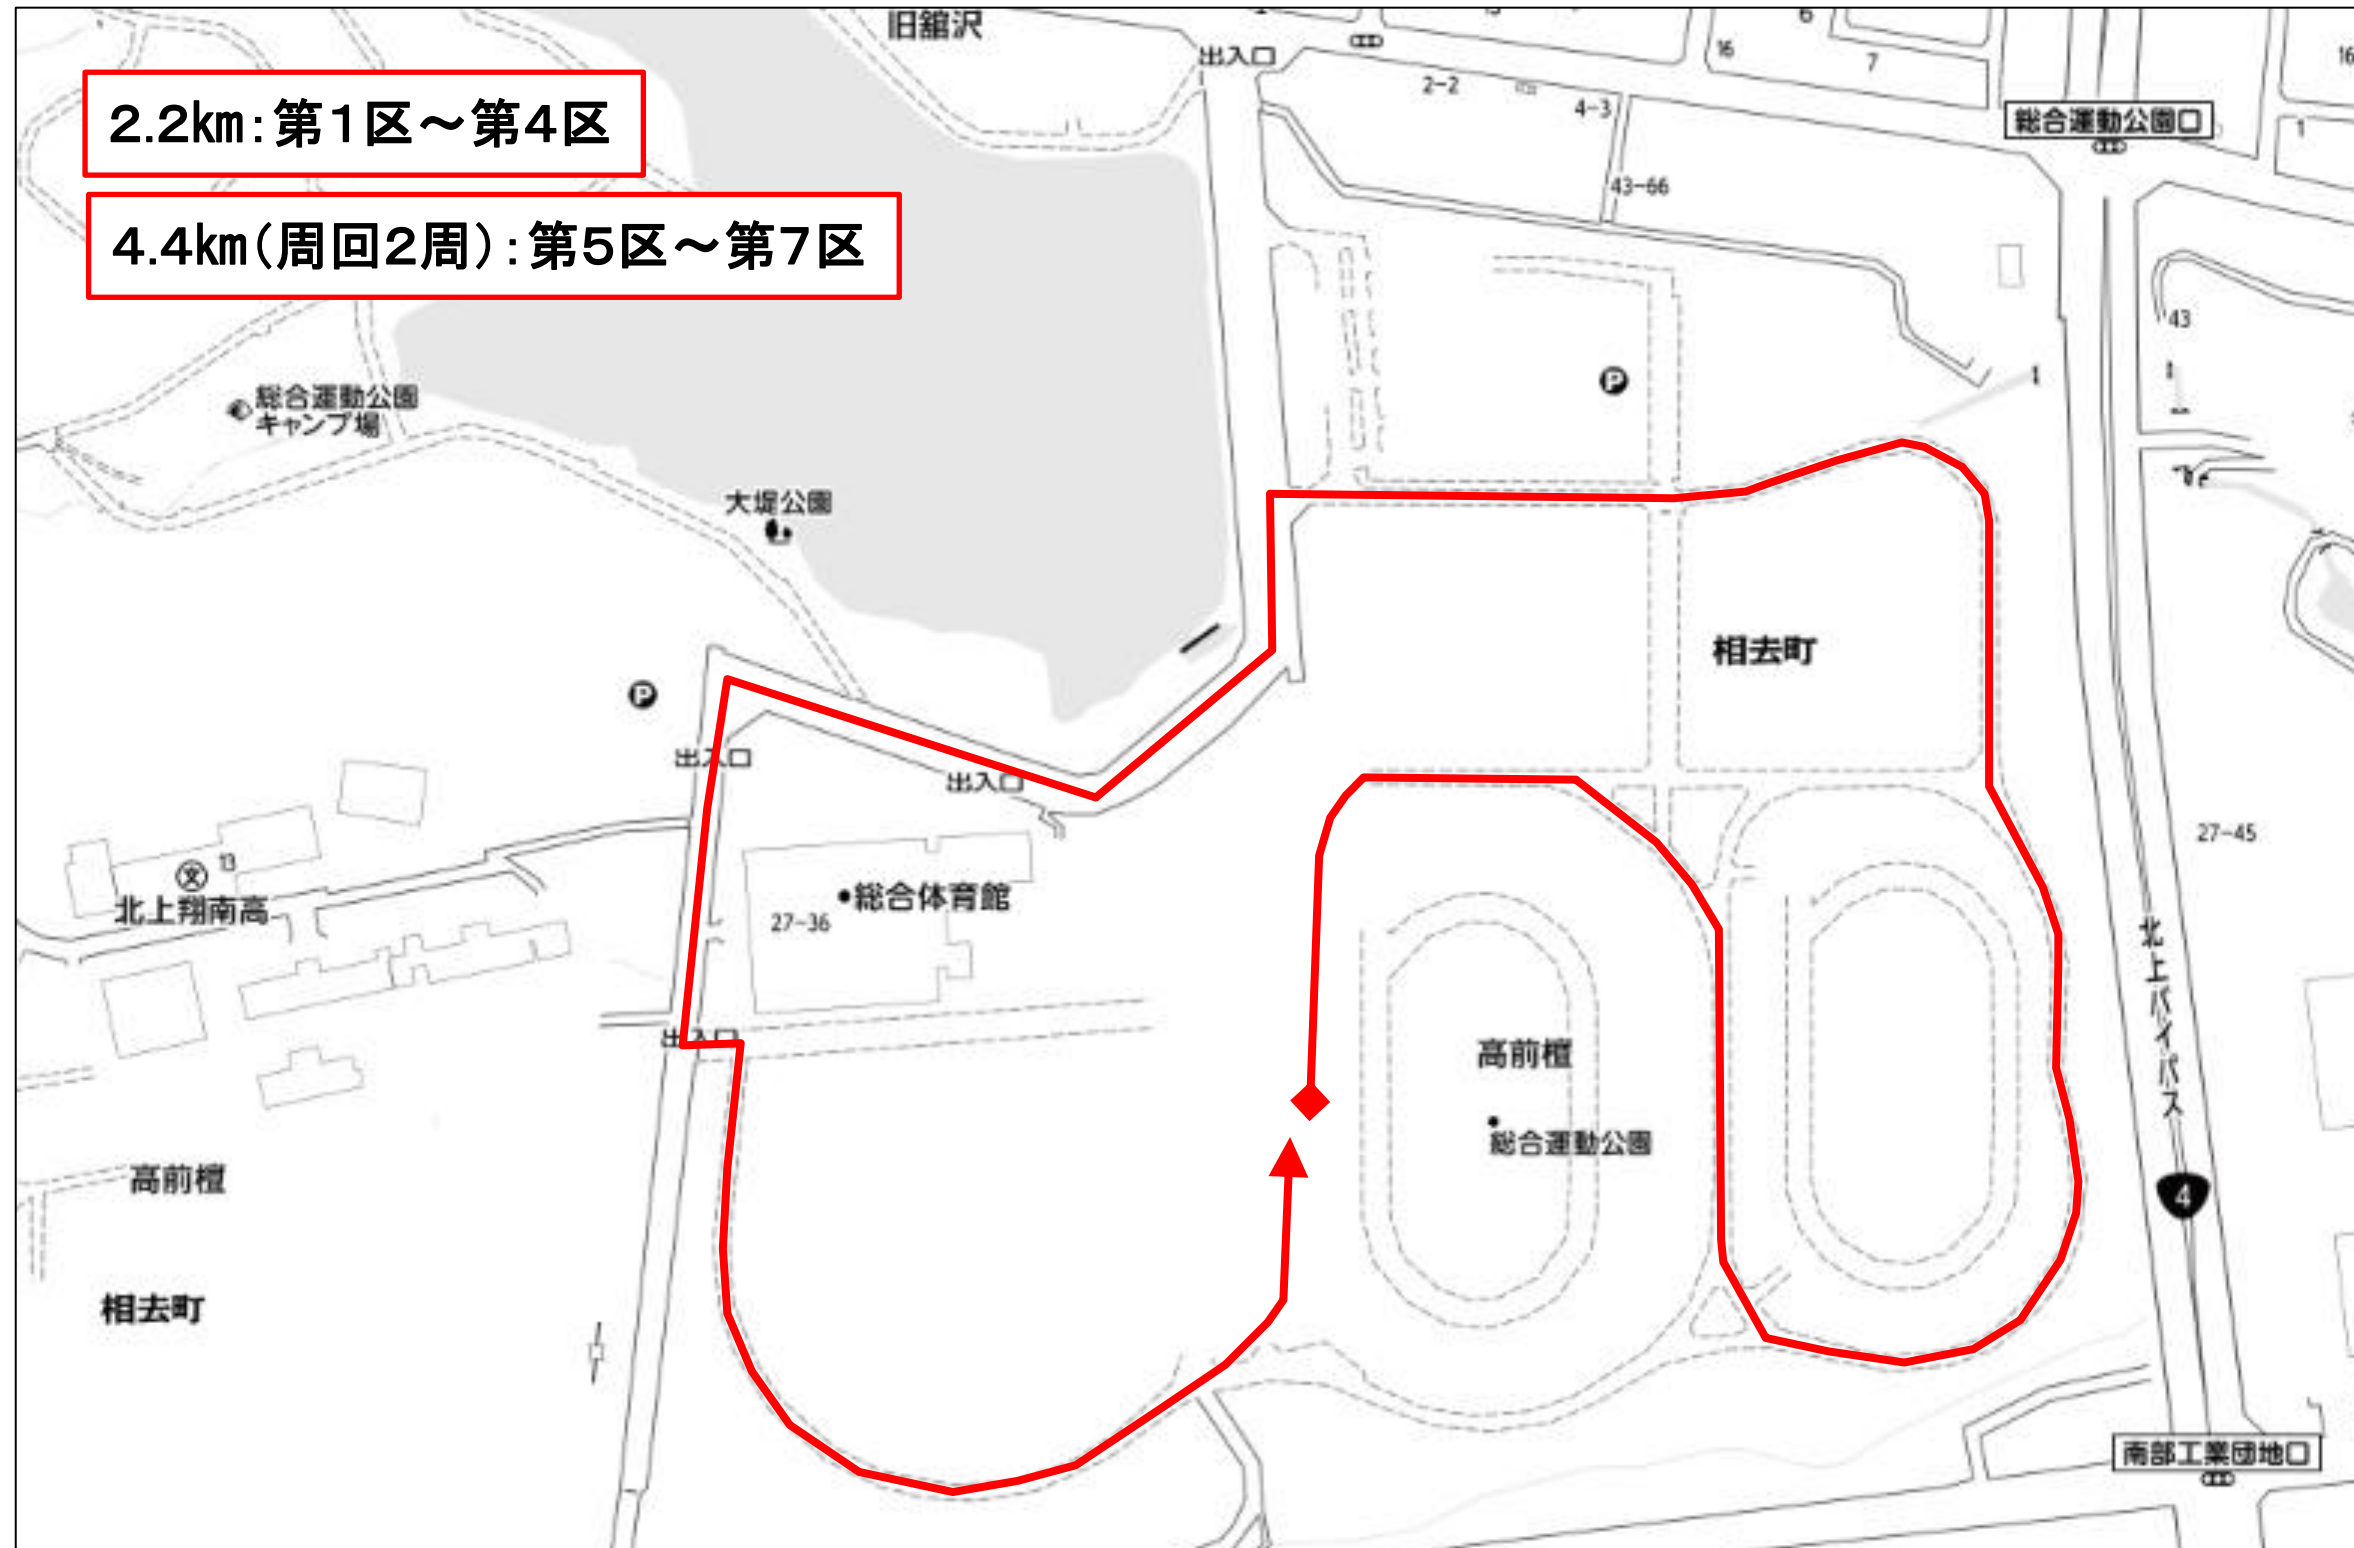 旧舘沢
出入口
16
6
7
16
2-2
4-3
総合運動公園口
1
2.2km：第1区～第4区
43-66
4.4km（周回2周）：第5区～第7区
43
P
総合運動公園
キャンプ場
大堤公園
相去町
P
出入口
出入口
27-45
13
北上翔南高
総合体育館
27-36
北上バイパス
出入口
高前檀
総合運動公園
高前檀
4
相去町
南部工業団地口